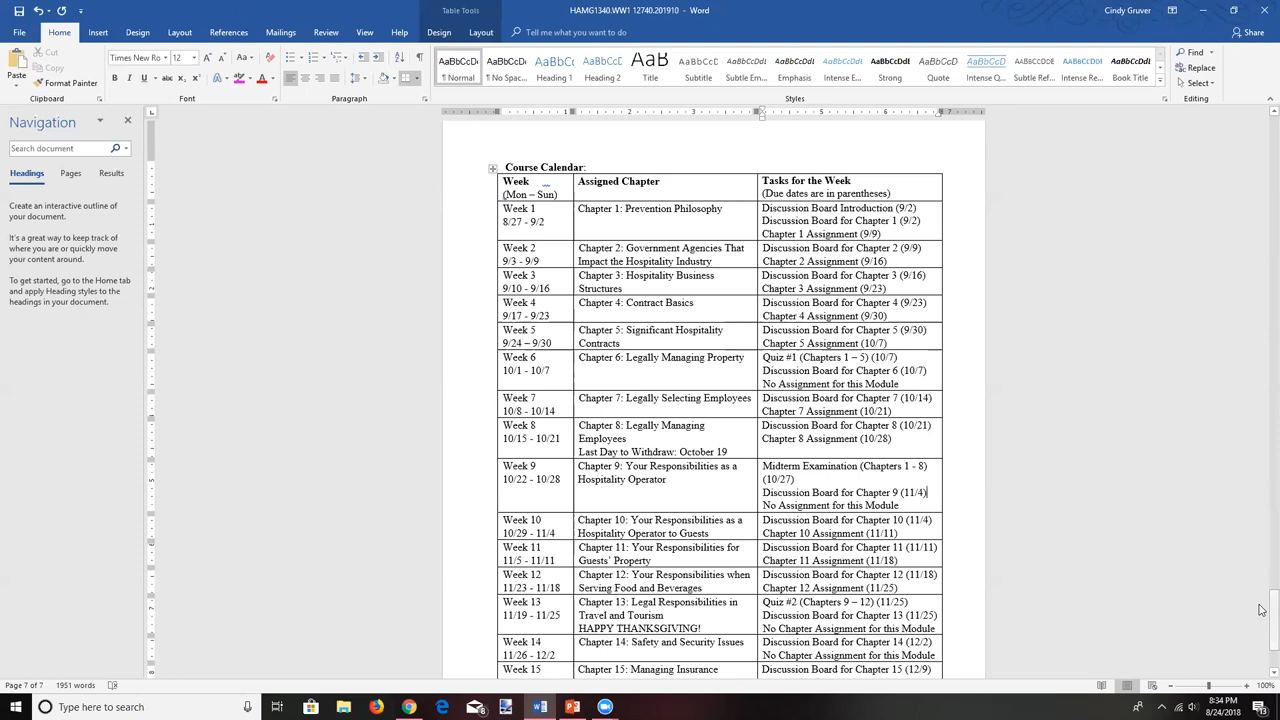 Table Tools
HAMG1340.WW1 12740.201910 - Word
Cindy Gruver
File Home Insert Draw Design Layout References Mailings Review View Help Design Layout Tell me what you want to do Share
Cut
Copy
Format Painter
Paste
Clipboard
Times New Ro 12
Font
Paragraph
AaBbCcDc AaBbCcDc AaBbCc AaBbCcC AaB AaBbCcC AaBbCcDdI AaBbCcDdI AaBbCcDdI AaBbCcDdI AaBbCcDd AaBbCcDd AaBbCcDd AaBbCcDd AaBbCcDdI
¶ Normal ¶ No Spac... Heading 1 Heading 2 Title Subtitle Subtle Em... Emphasis Intense E... Strong Quote Intense Q... Subtle Ref... Intense Re... Book Title
Styles
Find
Replace
Select
Editing
Navigation
Search document
Headings Pages Results
Create an interactive outline of
your document.
It's a great way to keep track of
where you are or quickly move
your content around.
To get started, go to the Home tab
and apply Heading styles to the
headings in your document.
Course Calendar:
Week
(Mon – Sun)
Assigned Chapter
Tasks for the Week
(Due dates are in parentheses)
Week 1
8/27 - 9/2
Chapter 1: Prevention Philosophy
Discussion Board Introduction (9/2)
Discussion Board for Chapter 1 (9/2)
Chapter 1 Assignment (9/9)
Week 2
9/3 - 9/9
Chapter 2: Government Agencies That
Impact the Hospitality Industry
Discussion Board for Chapter 2 (9/9)
Chapter 2 Assignment (9/16)
Week 3
9/10 - 9/16
Chapter 3: Hospitality Business
Structures
Discussion Board for Chapter 3 (9/16)
Chapter 3 Assignment (9/23)
Week 4
9/17 - 9/23
Chapter 4: Contract Basics
Discussion Board for Chapter 4 (9/23)
Chapter 4 Assignment (9/30)
Week 5
9/24 – 9/30
Chapter 5: Significant Hospitality
Contracts
Discussion Board for Chapter 5 (9/30)
Chapter 5 Assignment (10/7)
Week 6
10/1 - 10/7
Chapter 6: Legally Managing Property
Quiz #1 (Chapters 1 – 5) (10/7)
Discussion Board for Chapter 6 (10/7)
No Assignment for this Module
Week 7
10/8 - 10/14
Chapter 7: Legally Selecting Employees
Discussion Board for Chapter 7 (10/14)
Chapter 7 Assignment (10/21)
Week 8
10/15 - 10/21
Chapter 8: Legally Managing
Employees
Last Day to Withdraw: October 19
Discussion Board for Chapter 8 (10/21)
Chapter 8 Assignment (10/28)
Week 9
10/22 - 10/28
Chapter 9: Your Responsibilities as a
Hospitality Operator
Midterm Examination (Chapters 1 - 8)
(10/27)
Discussion Board for Chapter 9 (11/4)
No Assignment for this Module
Week 10
10/29 - 11/4
Chapter 10: Your Responsibilities as a
Hospitality Operator to Guests
Discussion Board for Chapter 10 (11/4)
Chapter 10 Assignment (11/11)
Week 11
11/5 - 11/11
Chapter 11: Your Responsibilities for
Guests' Property
Discussion Board for Chapter 11 (11/11)
Chapter 11 Assignment (11/18)
Week 12
11/23 - 11/18
Chapter 12: Your Responsibilities when
Serving Food and Beverages
Discussion Board for Chapter 12 (11/18)
Chapter 12 Assignment (11/25)
Week 13
11/19 - 11/25
Chapter 13: Legal Responsibilities in
Travel and Tourism
HAPPY THANKSGIVING!
Quiz #2 (Chapters 9 – 12) (11/25)
Discussion Board for Chapter 13 (11/25)
No Chapter Assignment for this Module
Week 14
11/26 - 12/2
Chapter 14: Safety and Security Issues
Discussion Board for Chapter 14 (12/2)
No Chapter Assignment for this Module
Week 15
Chapter 15: Managing Insurance
Discussion Board for Chapter 15 (12/9)
Page 7 of 7 1951 words
100%
Type here to search
8:34 PM
8/24/2018